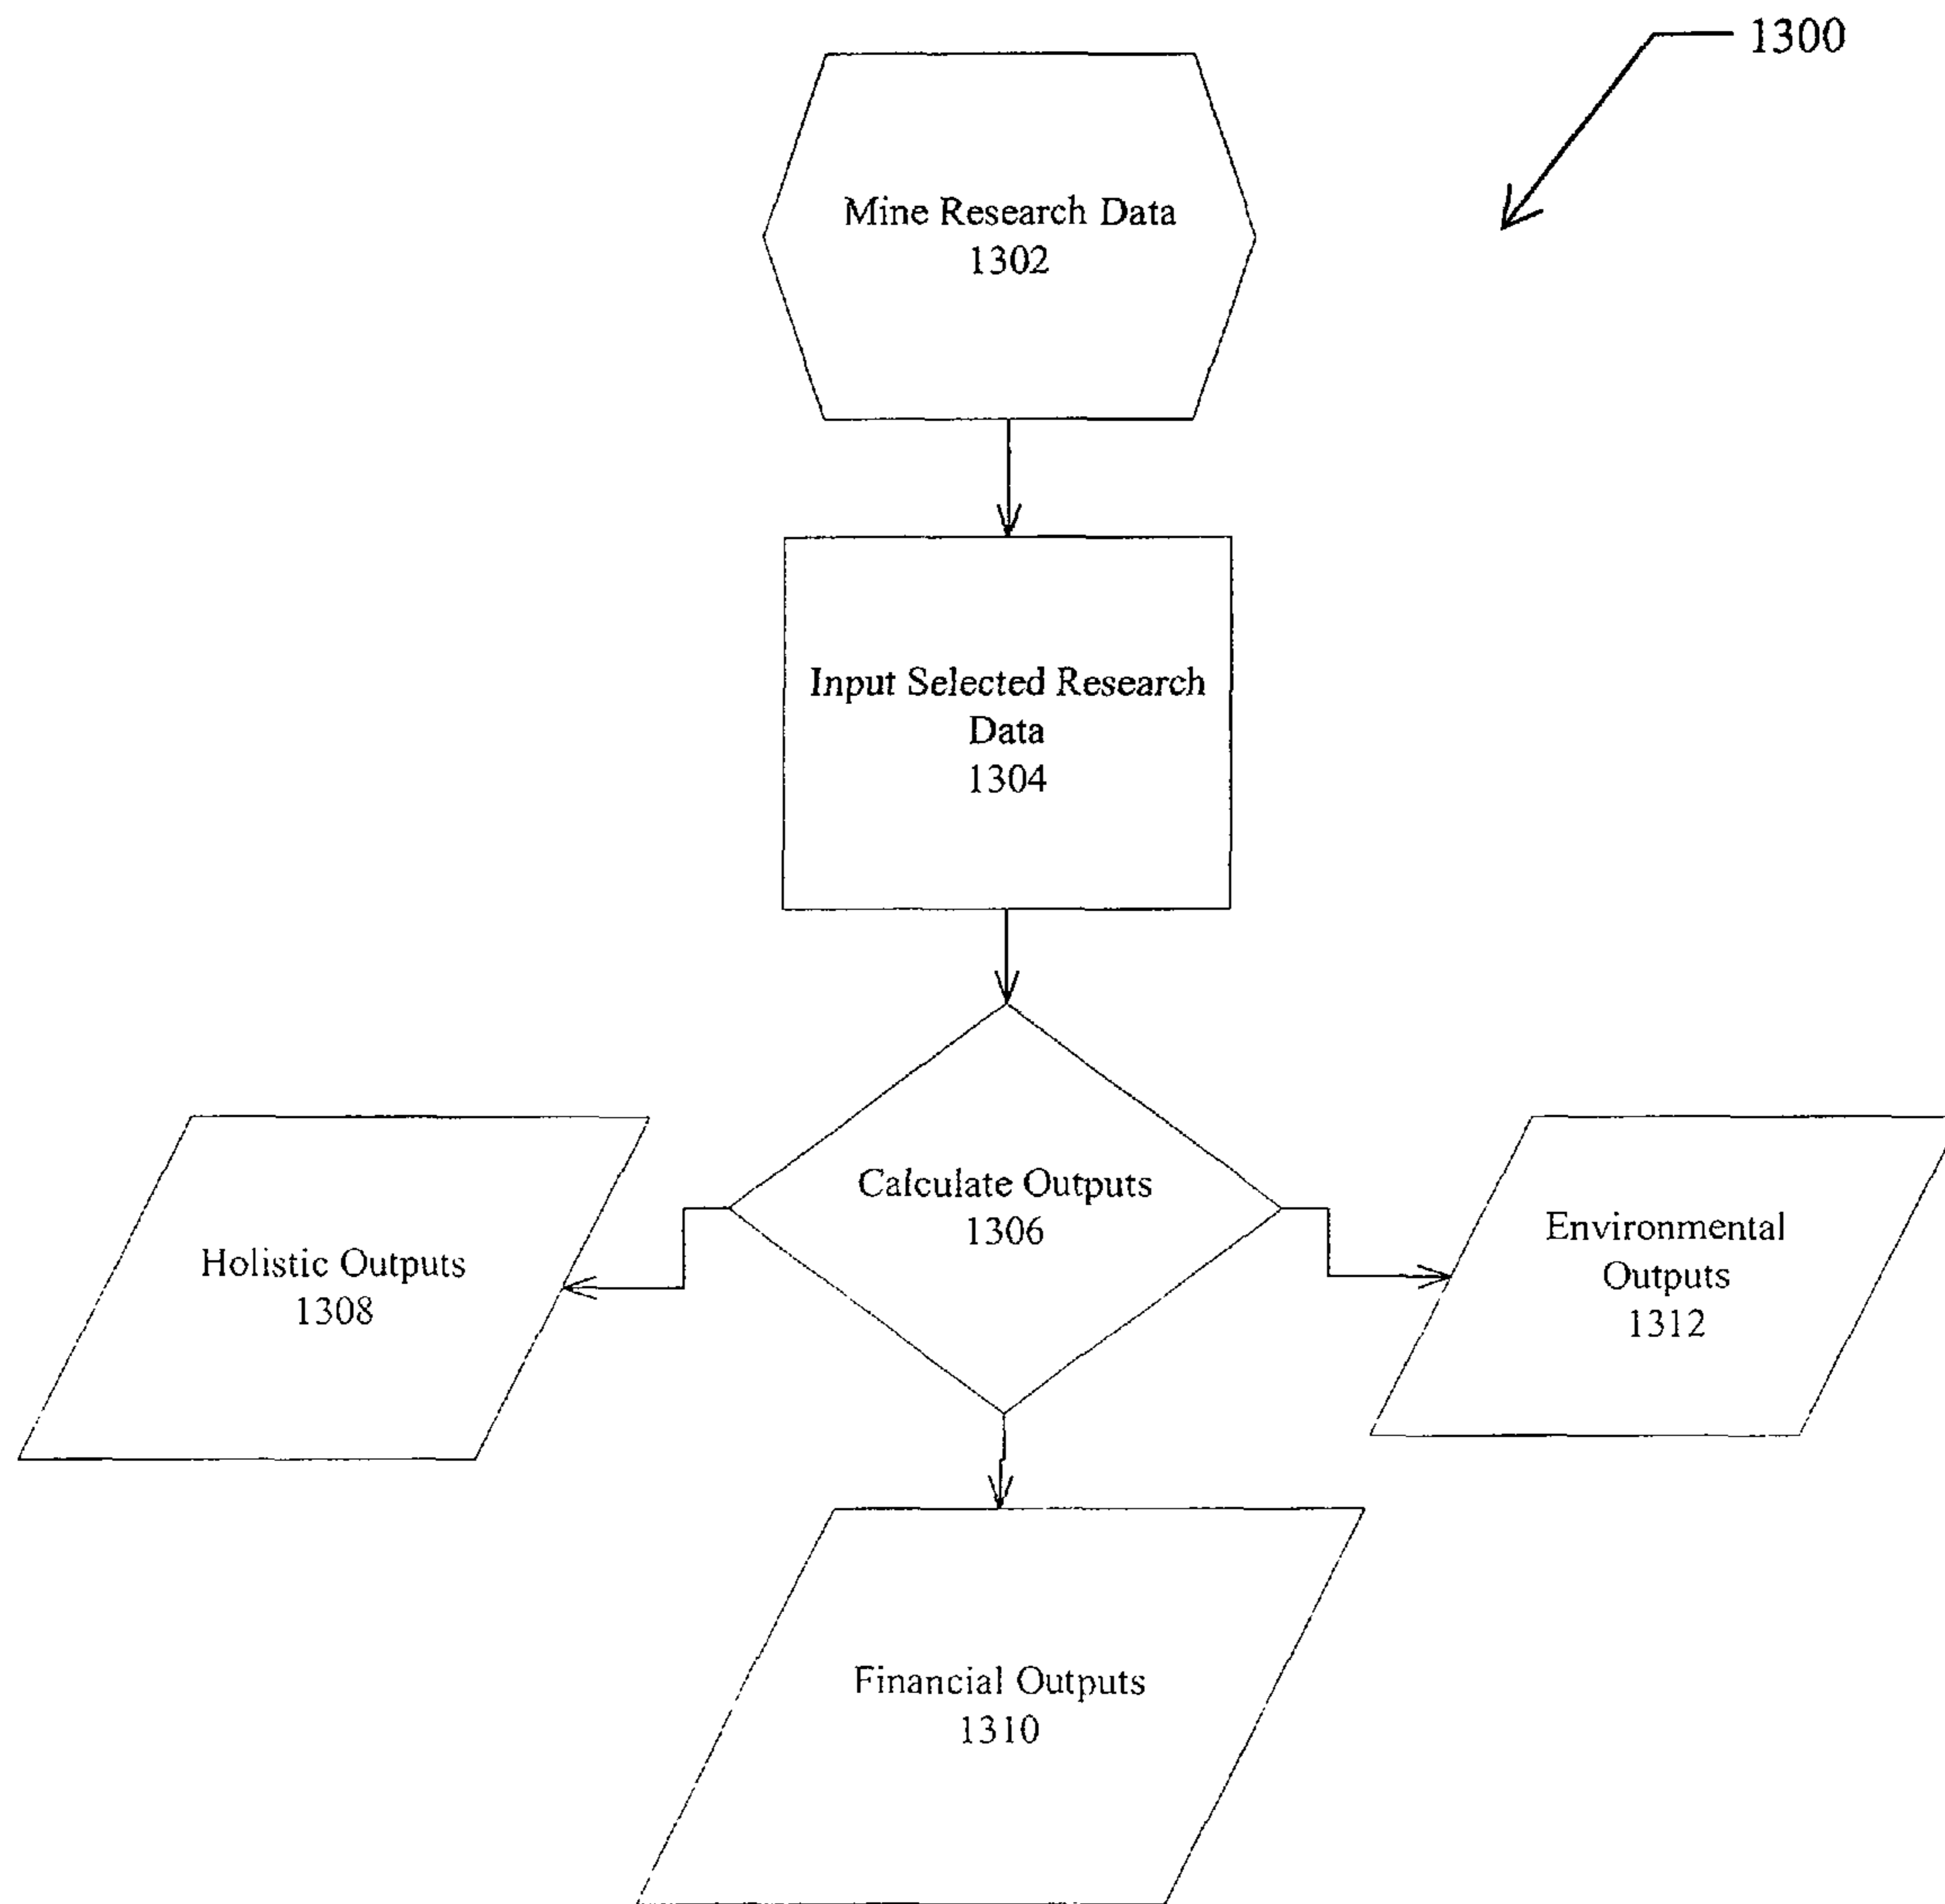 1300
Mine Research Data
1302
Input Selected Research
Data
1304
Calculate Outputs
1306
Holistic Outputs
1308
Environmental
Outputs
1312
Financial Outputs
1310